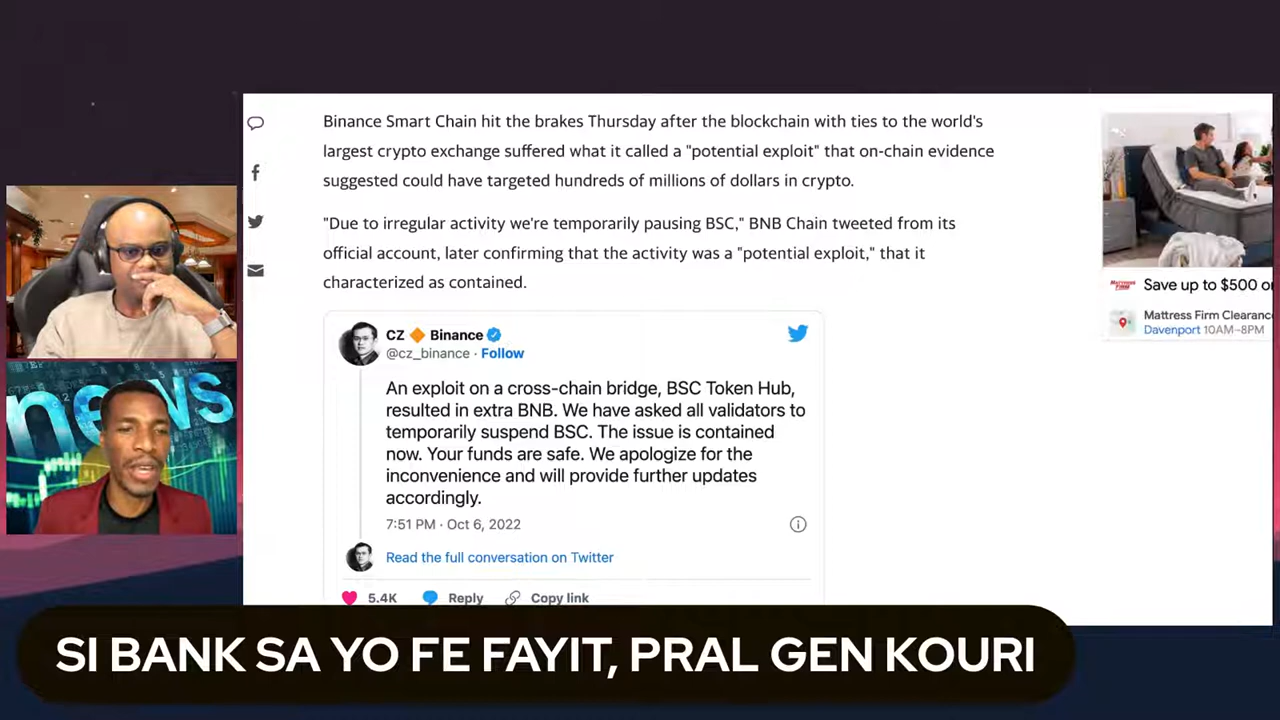 Binance Smart Chain hit the brakes Thursday after the blockchain with ties to the world's
largest crypto exchange suffered what it called a "potential exploit" that on-chain evidence
suggested could have targeted hundreds of millions of dollars in crypto.
"Due to irregular activity we're temporarily pausing BSC," BNB Chain tweeted from its
official account, later confirming that the activity was a "potential exploit," that it
characterized as contained.
CZ 🔶 Binance
@cz_binance · Follow
An exploit on a cross-chain bridge, BSC Token Hub,
resulted in extra BNB. We have asked all validators to
temporarily suspend BSC. The issue is contained
now. Your funds are safe. We apologize for the
inconvenience and will provide further updates
accordingly.
7:51 PM · Oct 6, 2022
Read the full conversation on Twitter
5.4K Reply Copy link
MATTRESS FIRM
Save up to $500 o
Mattress Firm Clearance
Davenport 10AM–8PM
news
SI BANK SA YO FE FAYIT, PRAL GEN KOURI